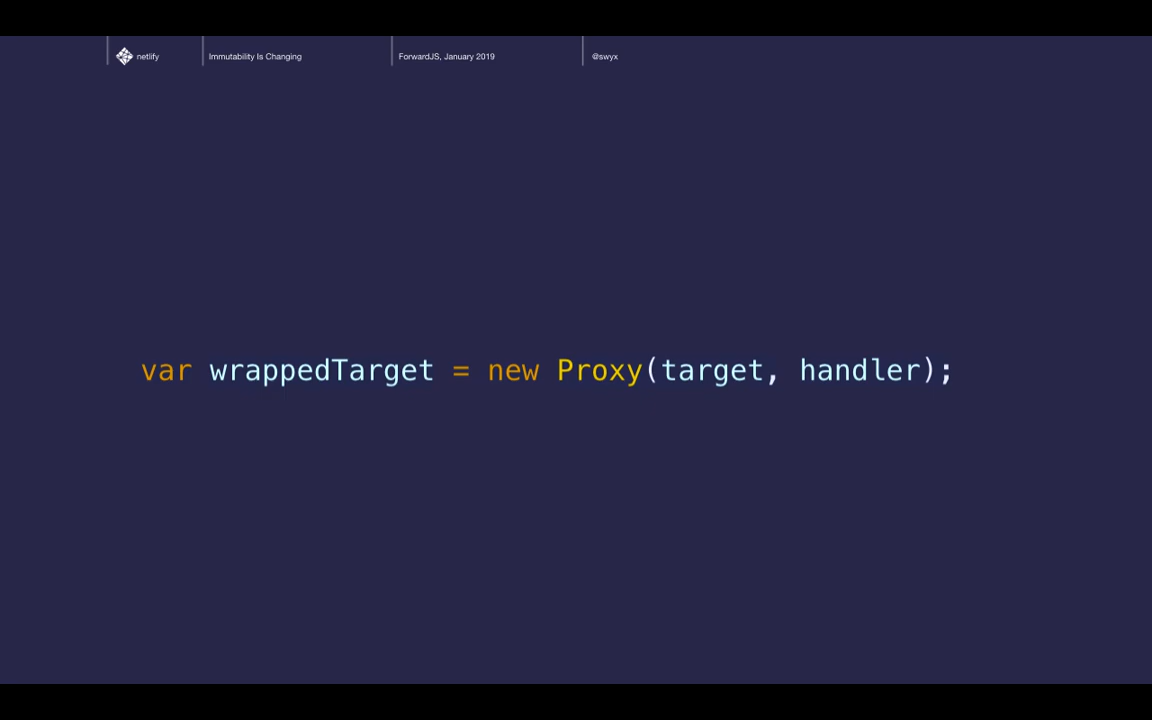 netlify
Immutability Is Changing
ForwardJS, January 2019
@swyx
var wrappedTarget = new Proxy(target, handler);